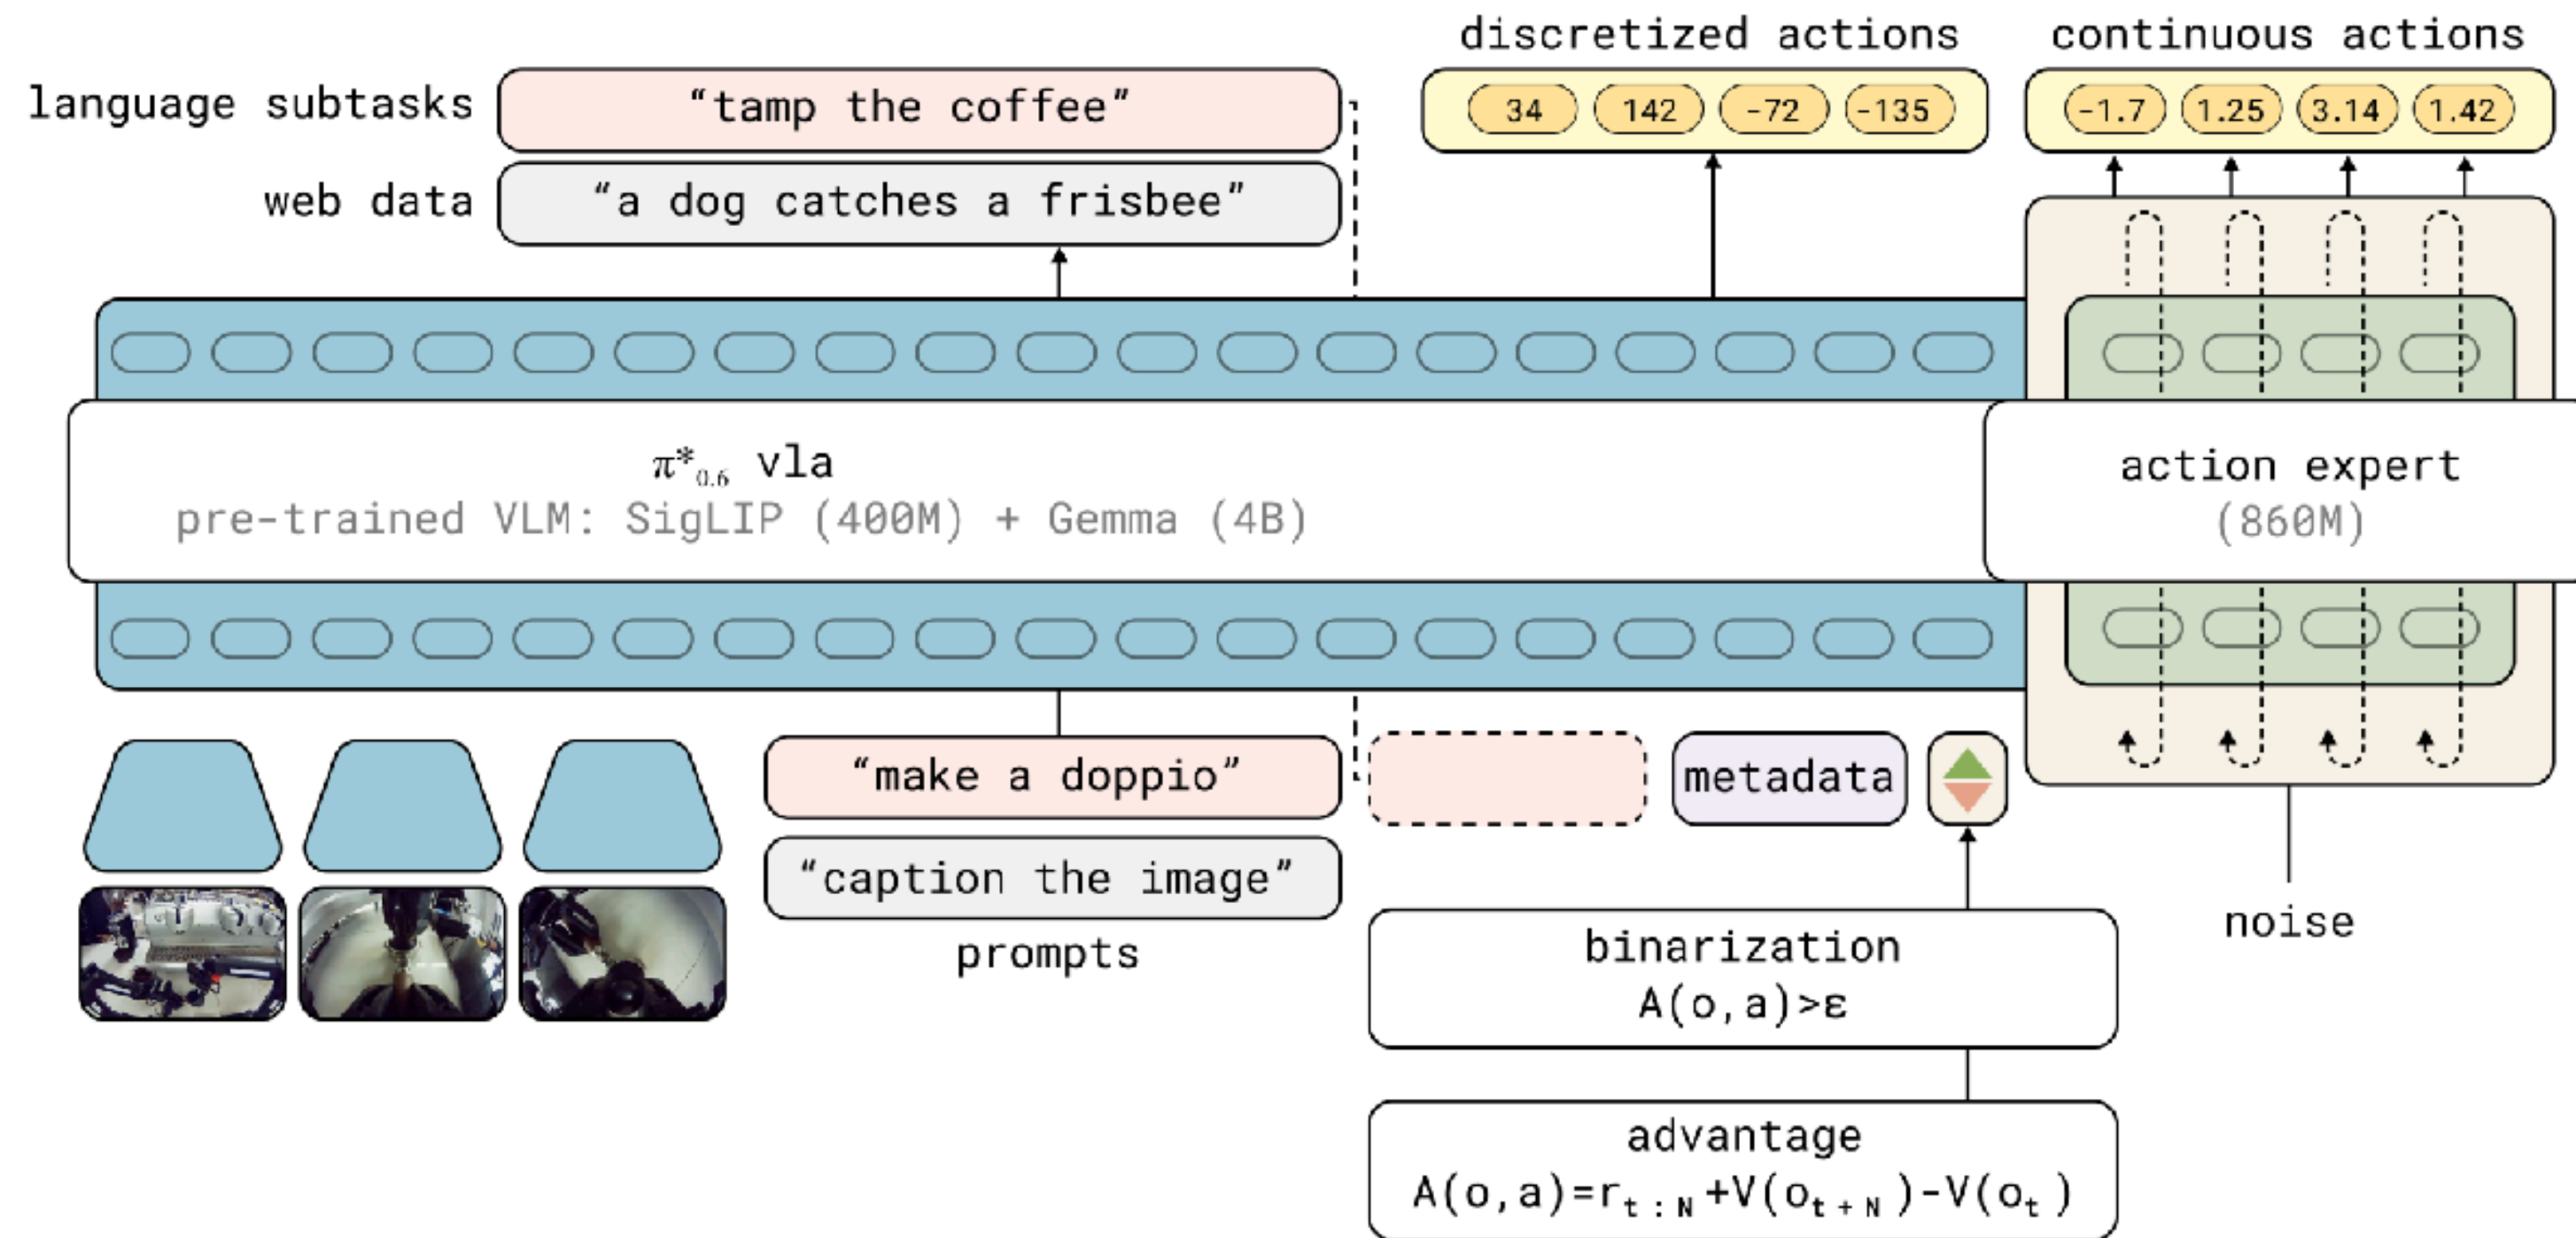 discretized actions
continuous actions
language subtasks
“tamp the coffee”
34 142 -72 -135
-1.7 1.25 3.14 1.42
web data
“a dog catches a frisbee”
π*0.6 vla
pre-trained VLM: SigLIP (400M) + Gemma (4B)
action expert
(860M)
“make a doppio”
metadata
“caption the image”
prompts
noise
binarization
A(o,a)>ε
advantage
A(o,a)=rt:N+V(ot+N)-V(ot)